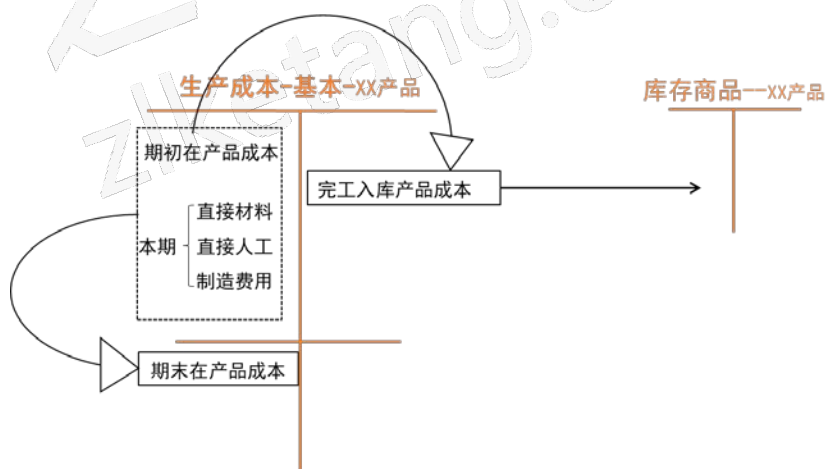 zlketang.c
生产成本-基本-XX产品
库存商品--XX产品
期初在产品成本
完工入库产品成本
直接材料
本期 直接人工
制造费用
期末在产品成本